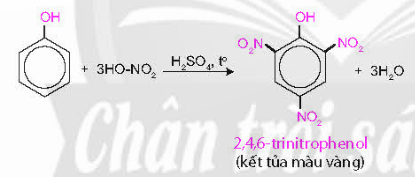 OH
+ 3HO-NO₂
H₂SO₄, tº
OH
O₂N
NO₂
NO₂
+ 3H₂O
2,4,6-trinitrophenol
(kết tủa màu vàng)
Chân trời sá